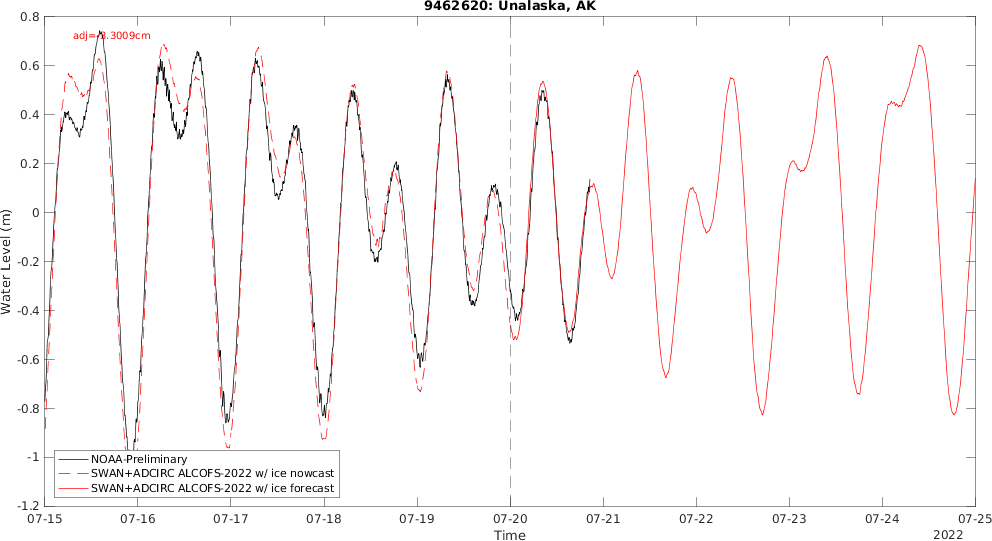 9462620: Unalaska, AK
0.8
0.6
0.4
0.2
0
-0.2
-0.4
-0.6
-0.8
-1
-1.2
Water Level (m)
NOAA-Preliminary
SWAN+ADCIRC ALCOFS-2022 w/ ice nowcast
SWAN+ADCIRC ALCOFS-2022 w/ ice forecast
07-15 07-16 07-17 07-18 07-19 07-20 07-21 07-22 07-23 07-24 07-25
Time
2022